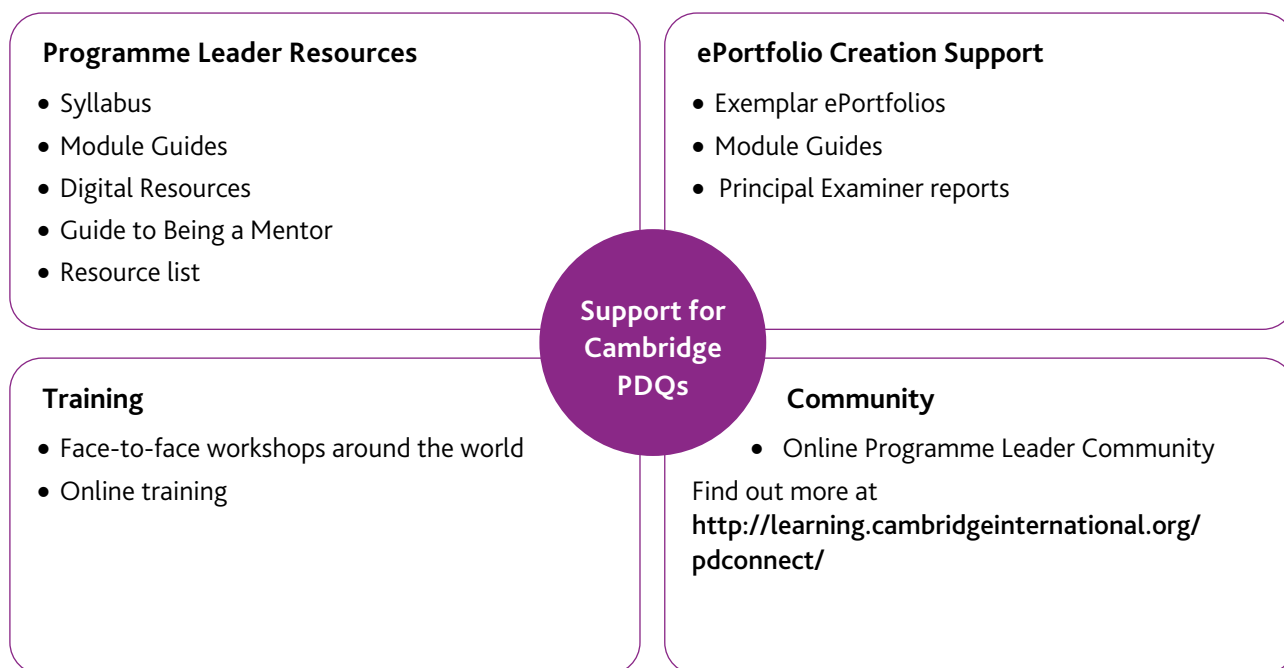 Programme Leader Resources
• Syllabus
• Module Guides
• Digital Resources
• Guide to Being a Mentor
• Resource list
ePortfolio Creation Support
• Exemplar ePortfolios
• Module Guides
• Principal Examiner reports
Support for
Cambridge
PDQs
Training
• Face-to-face workshops around the world
• Online training
Community
• Online Programme Leader Community
Find out more at
http://learning.cambridgeinternational.org/
pdconnect/